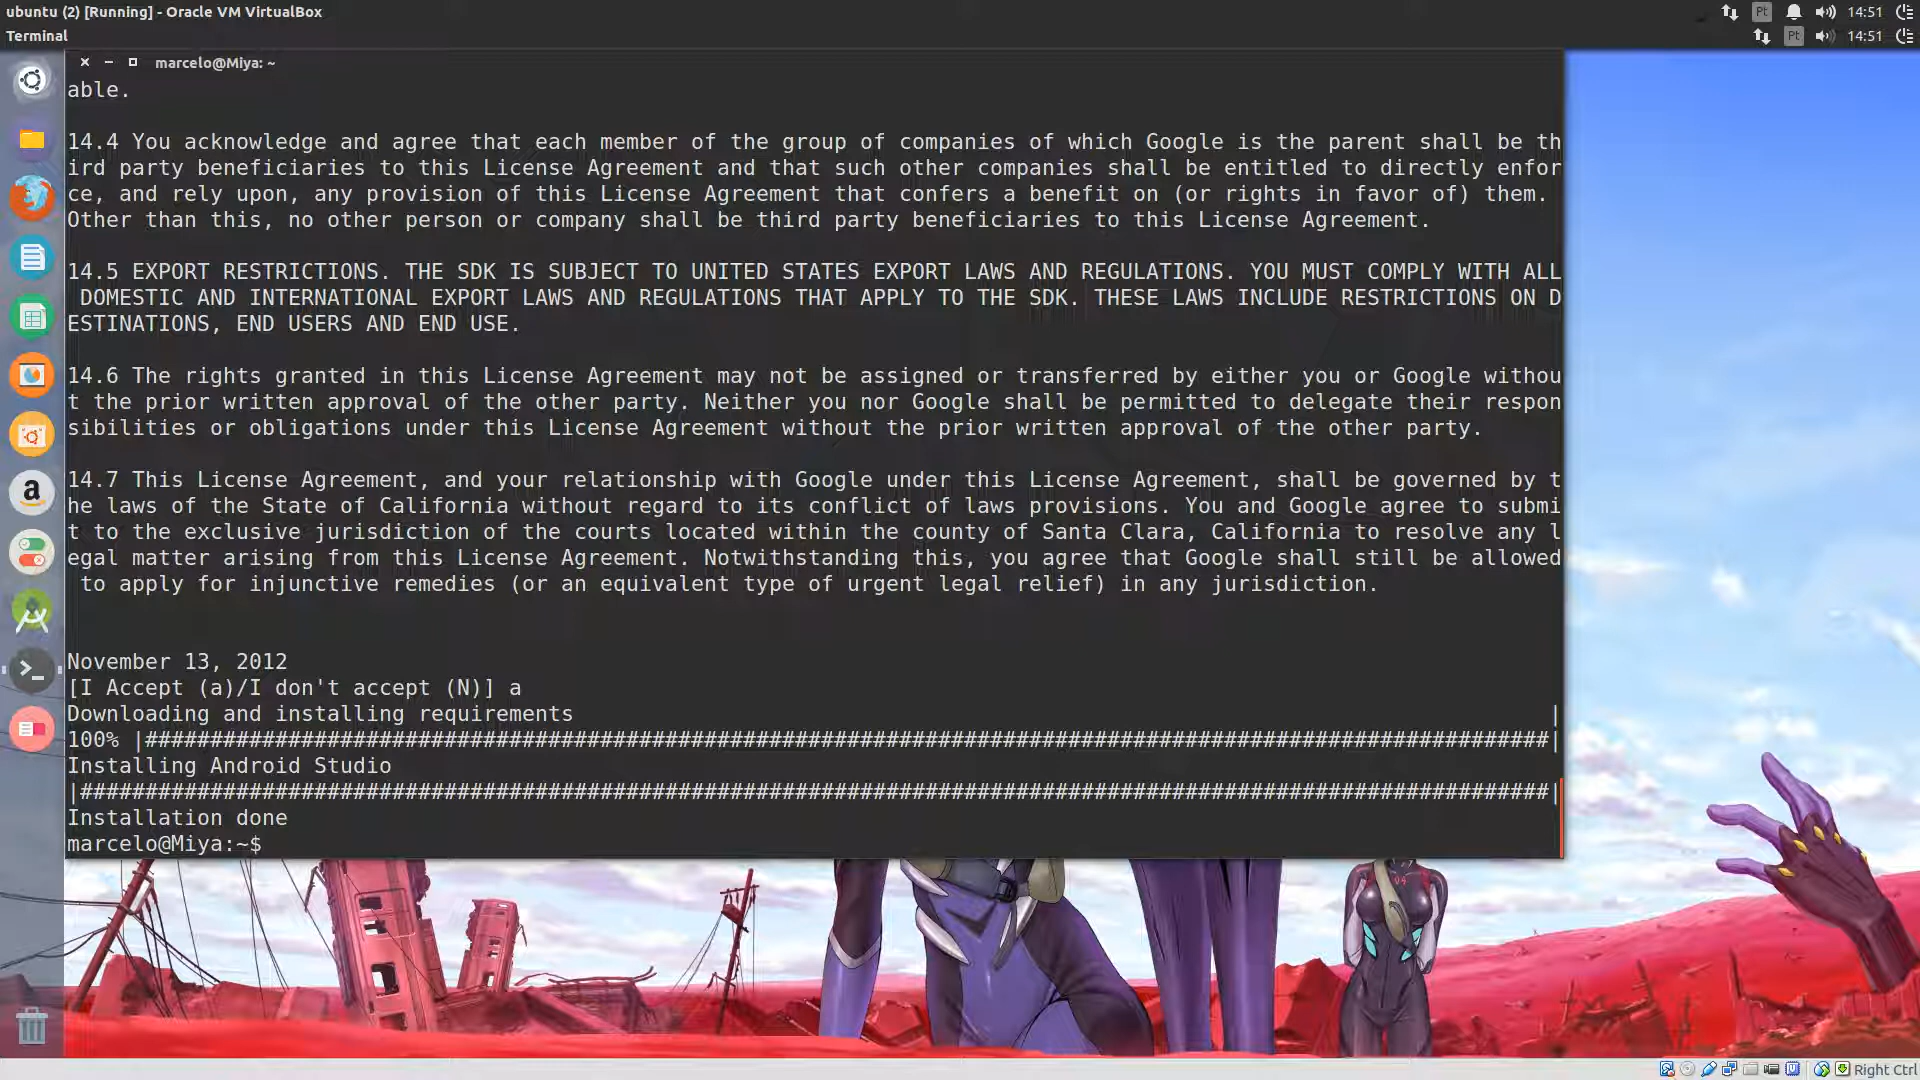 ubuntu (2) [Running] - Oracle VM VirtualBox
Pt 14:51
Terminal
Pt 14:51
marcelo@Miya: ~
able.
14.4 You acknowledge and agree that each member of the group of companies of which Google is the parent shall be th
ird party beneficiaries to this License Agreement and that such other companies shall be entitled to directly enfor
ce, and rely upon, any provision of this License Agreement that confers a benefit on (or rights in favor of) them.
Other than this, no other person or company shall be third party beneficiaries to this License Agreement.
14.5 EXPORT RESTRICTIONS. THE SDK IS SUBJECT TO UNITED STATES EXPORT LAWS AND REGULATIONS. YOU MUST COMPLY WITH ALL
DOMESTIC AND INTERNATIONAL EXPORT LAWS AND REGULATIONS THAT APPLY TO THE SDK. THESE LAWS INCLUDE RESTRICTIONS ON D
ESTINATIONS, END USERS AND END USE.
14.6 The rights granted in this License Agreement may not be assigned or transferred by either you or Google withou
t the prior written approval of the other party. Neither you nor Google shall be permitted to delegate their respon
sibilities or obligations under this License Agreement without the prior written approval of the other party.
14.7 This License Agreement, and your relationship with Google under this License Agreement, shall be governed by t
he laws of the State of California without regard to its conflict of laws provisions. You and Google agree to submi
t to the exclusive jurisdiction of the courts located within the county of Santa Clara, California to resolve any l
egal matter arising from this License Agreement. Notwithstanding this, you agree that Google shall still be allowed
to apply for injunctive remedies (or an equivalent type of urgent legal relief) in any jurisdiction.
November 13, 2012
[I Accept (a)/I don't accept (N)] a
Downloading and installing requirements |
100% |############################################################################################################|
Installing Android Studio
|#################################################################################################################|
Installation done
marcelo@Miya:~$
Right Ctrl